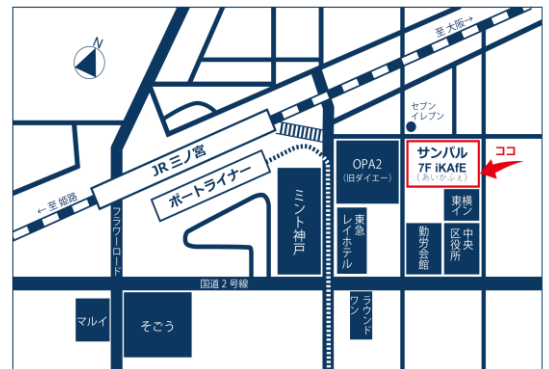 N
至 大阪→
セブン
イレブン
サンパル
7F iKAfE
(あいかふぇ)
ココ
JR 三ノ宮
ポートライナー
OPA2
(旧ダイエー)
←至 姫路
フラワーロード
ミント神戸
東急
レイホテル
東横
イン
勤労会館
中央
区役所
国道2号線
マルイ
そごう
ラウンド
ワン